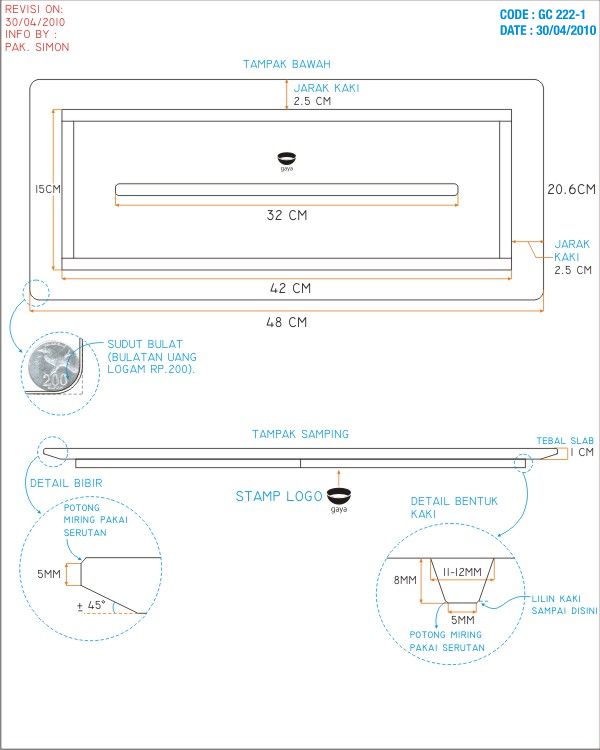 REVISI ON:
30/04/2010
INFO BY :
PAK. SIMON
CODE : GC 222-1
DATE : 30/04/2010
TAMPAK BAWAH
JARAK KAKI
2.5 CM
gaya
15CM
20.6CM
32 CM
JARAK
KAKI
2.5 CM
42 CM
48 CM
SUDUT BULAT
(BULATAN UANG
LOGAM RP.200).
200
TAMPAK SAMPING
TEBAL SLAB
1 CM
DETAIL BIBIR
STAMP LOGO
gaya
DETAIL BENTUK
KAKI
POTONG
MIRING PAKAI
SERUTAN
5MM
± 45°
11-12MM
8MM
LILIN KAKI
SAMPAI DISINI
5MM
POTONG MIRING
PAKAI SERUTAN